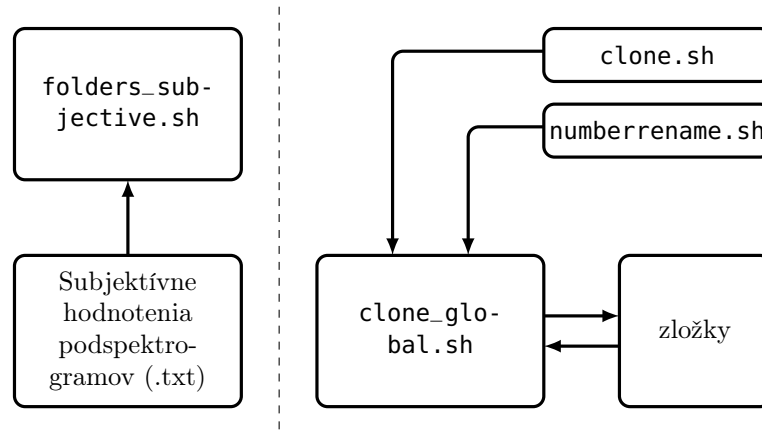 folders_sub-
jective.sh
Subjektívne
hodnotenia
podspektro-
gramov (.txt)
clone.sh
numberrename.sh
clone_glo-
bal.sh
zložky